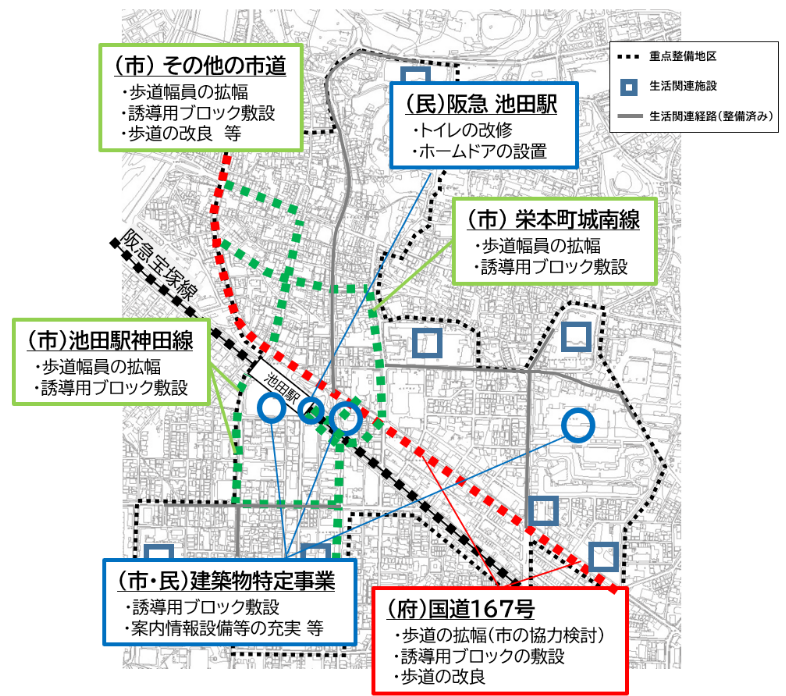 (市) その他の市道
・歩道幅員の拡幅
・誘導用ブロック敷設
・歩道の改良 等
重点整備地区
生活関連施設
生活関連経路(整備済み)
(民)阪急 池田駅
・トイレの改修
・ホームドアの設置
(市) 栄本町城南線
・歩道幅員の拡幅
・誘導用ブロック敷設
阪急宝塚線
(市)池田駅神田線
・歩道幅員の拡幅
・誘導用ブロック敷設
池田駅
(市・民)建築物特定事業
・誘導用ブロック敷設
・案内情報設備等の充実 等
(府)国道167号
・歩道の拡幅(市の協力検討)
・誘導用ブロックの敷設
・歩道の改良